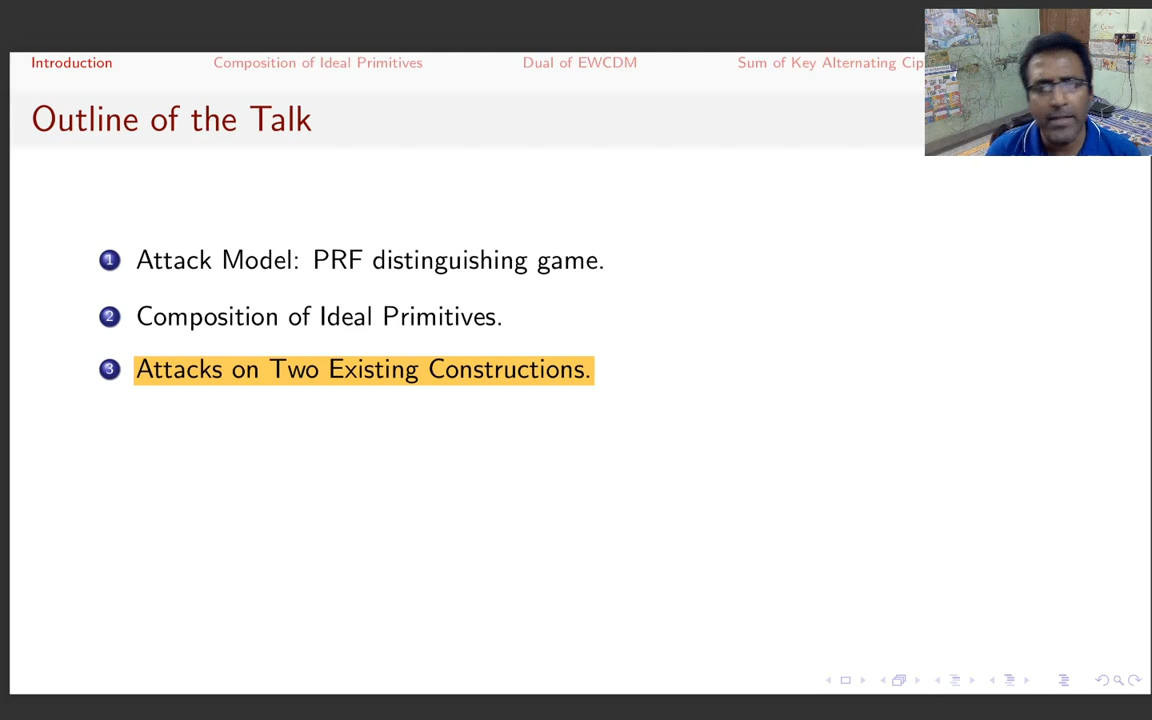 Introduction Composition of Ideal Primitives Dual of EWCDM Sum of Key Alternating Cip
Outline of the Talk
1 Attack Model: PRF distinguishing game.
2 Composition of Ideal Primitives.
3 Attacks on Two Existing Constructions.